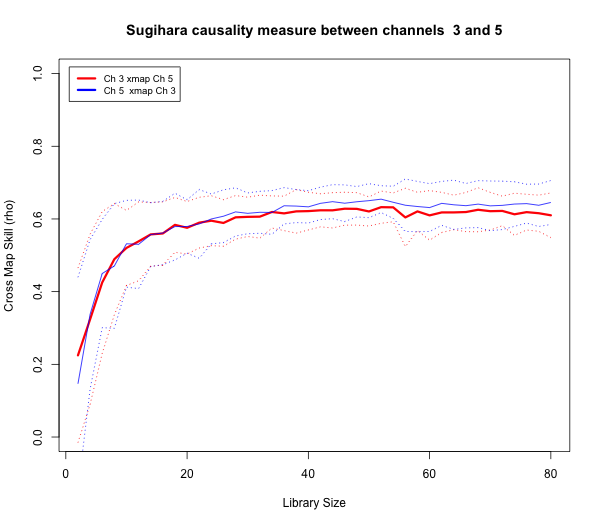 Sugihara causality measure between channels  3 and 5
Ch 3 xmap Ch 5
Ch 5  xmap Ch 3
Cross Map Skill (rho)
1.0
0.8
0.6
0.4
0.2
0.0
0 20 40 60 80
Library Size